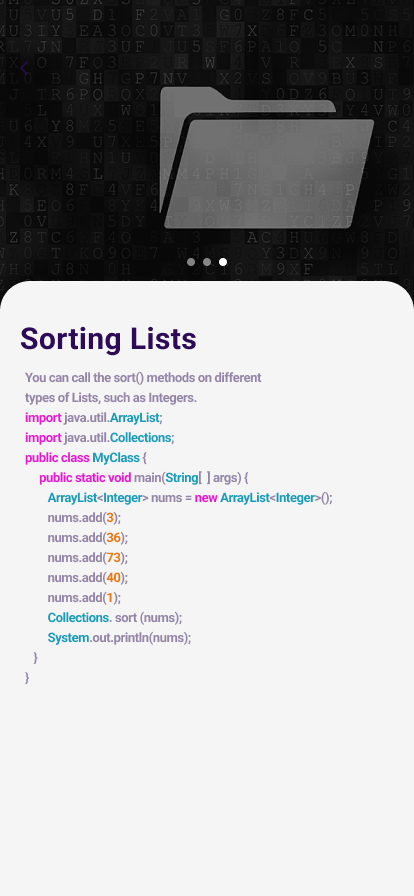 Sorting Lists
You can call the sort() methods on different
types of Lists, such as Integers.
import java.util.ArrayList;
import java.util.Collections;
public class MyClass {
public static void main(String[ ] args) {
ArrayList<Integer> nums = new ArrayList<Integer>();
nums.add(3);
nums.add(36);
nums.add(73);
nums.add(40);
nums.add(1);
Collections. sort (nums);
System.out.println(nums);
}
}